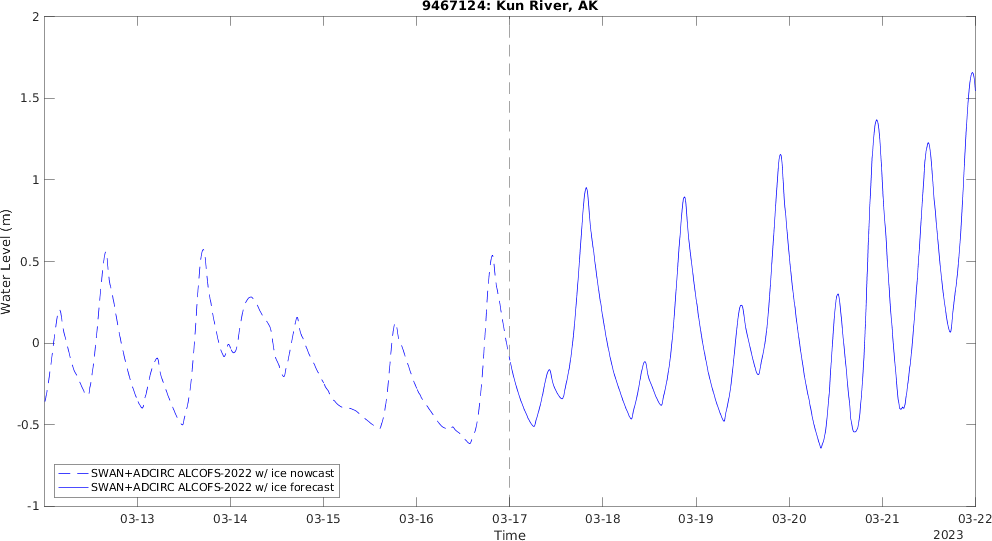 9467124: Kun River, AK
Water Level (m)
2
1.5
1
0.5
0
-0.5
-1
SWAN+ADCIRC ALCOFS-2022 w/ ice nowcast
SWAN+ADCIRC ALCOFS-2022 w/ ice forecast
03-13 03-14 03-15 03-16 03-17 03-18 03-19 03-20 03-21 03-22
Time
2023